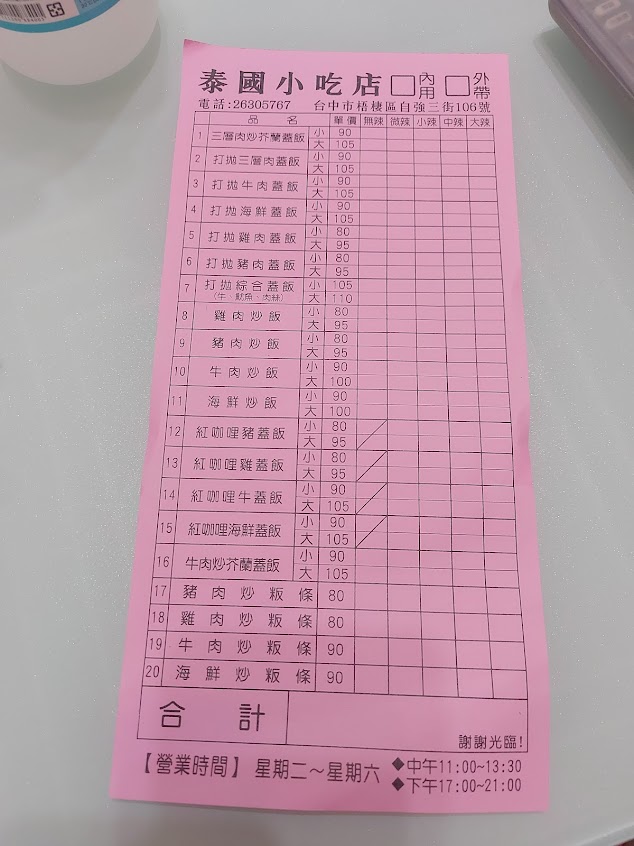 泰國小吃店 □內用 □外帶
電話:26305767 台中市梧棲區自強三街106號
品名 單價 無辣 微辣 小辣 中辣 大辣
1 三層肉炒芥蘭蓋飯 小 90
大 105
2 打拋三層肉蓋飯 小 90
大 105
3 打拋牛肉蓋飯 小 90
大 105
4 打拋海鮮蓋飯 小 90
大 105
5 打拋雞肉蓋飯 小 80
大 95
6 打拋豬肉蓋飯 小 80
大 95
7 打拋綜合蓋飯 小 105
(牛、魷魚、肉絲) 大 110
8 雞肉炒飯 小 80
大 95
9 豬肉炒飯 小 80
大 95
10 牛肉炒飯 小 90
大 100
11 海鮮炒飯 小 90
大 100
12 紅咖哩豬蓋飯 小 80
大 95
13 紅咖哩雞蓋飯 小 80
大 95
14 紅咖哩牛蓋飯 小 90
大 105
15 紅咖哩海鮮蓋飯 小 90
大 105
16 牛肉炒芥蘭蓋飯 小 90
大 105
17 豬肉炒粄條 80
18 雞肉炒粄條 80
19 牛肉炒粄條 90
20 海鮮炒粄條 90
合計
謝謝光臨!
【營業時間】 星期二~星期六 ◆中午11:00~13:30
◆下午17:00~21:00